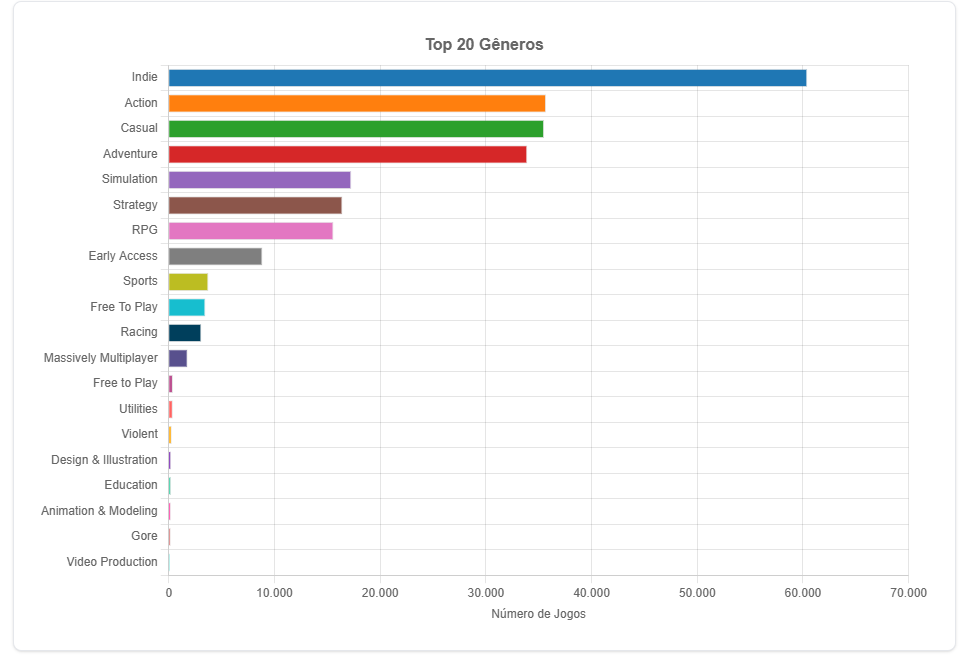 Top 20 Gêneros
Indie
Action
Casual
Adventure
Simulation
Strategy
RPG
Early Access
Sports
Free To Play
Racing
Massively Multiplayer
Free to Play
Utilities
Violent
Design & Illustration
Education
Animation & Modeling
Gore
Video Production
0 10.000 20.000 30.000 40.000 50.000 60.000 70.000
Número de Jogos